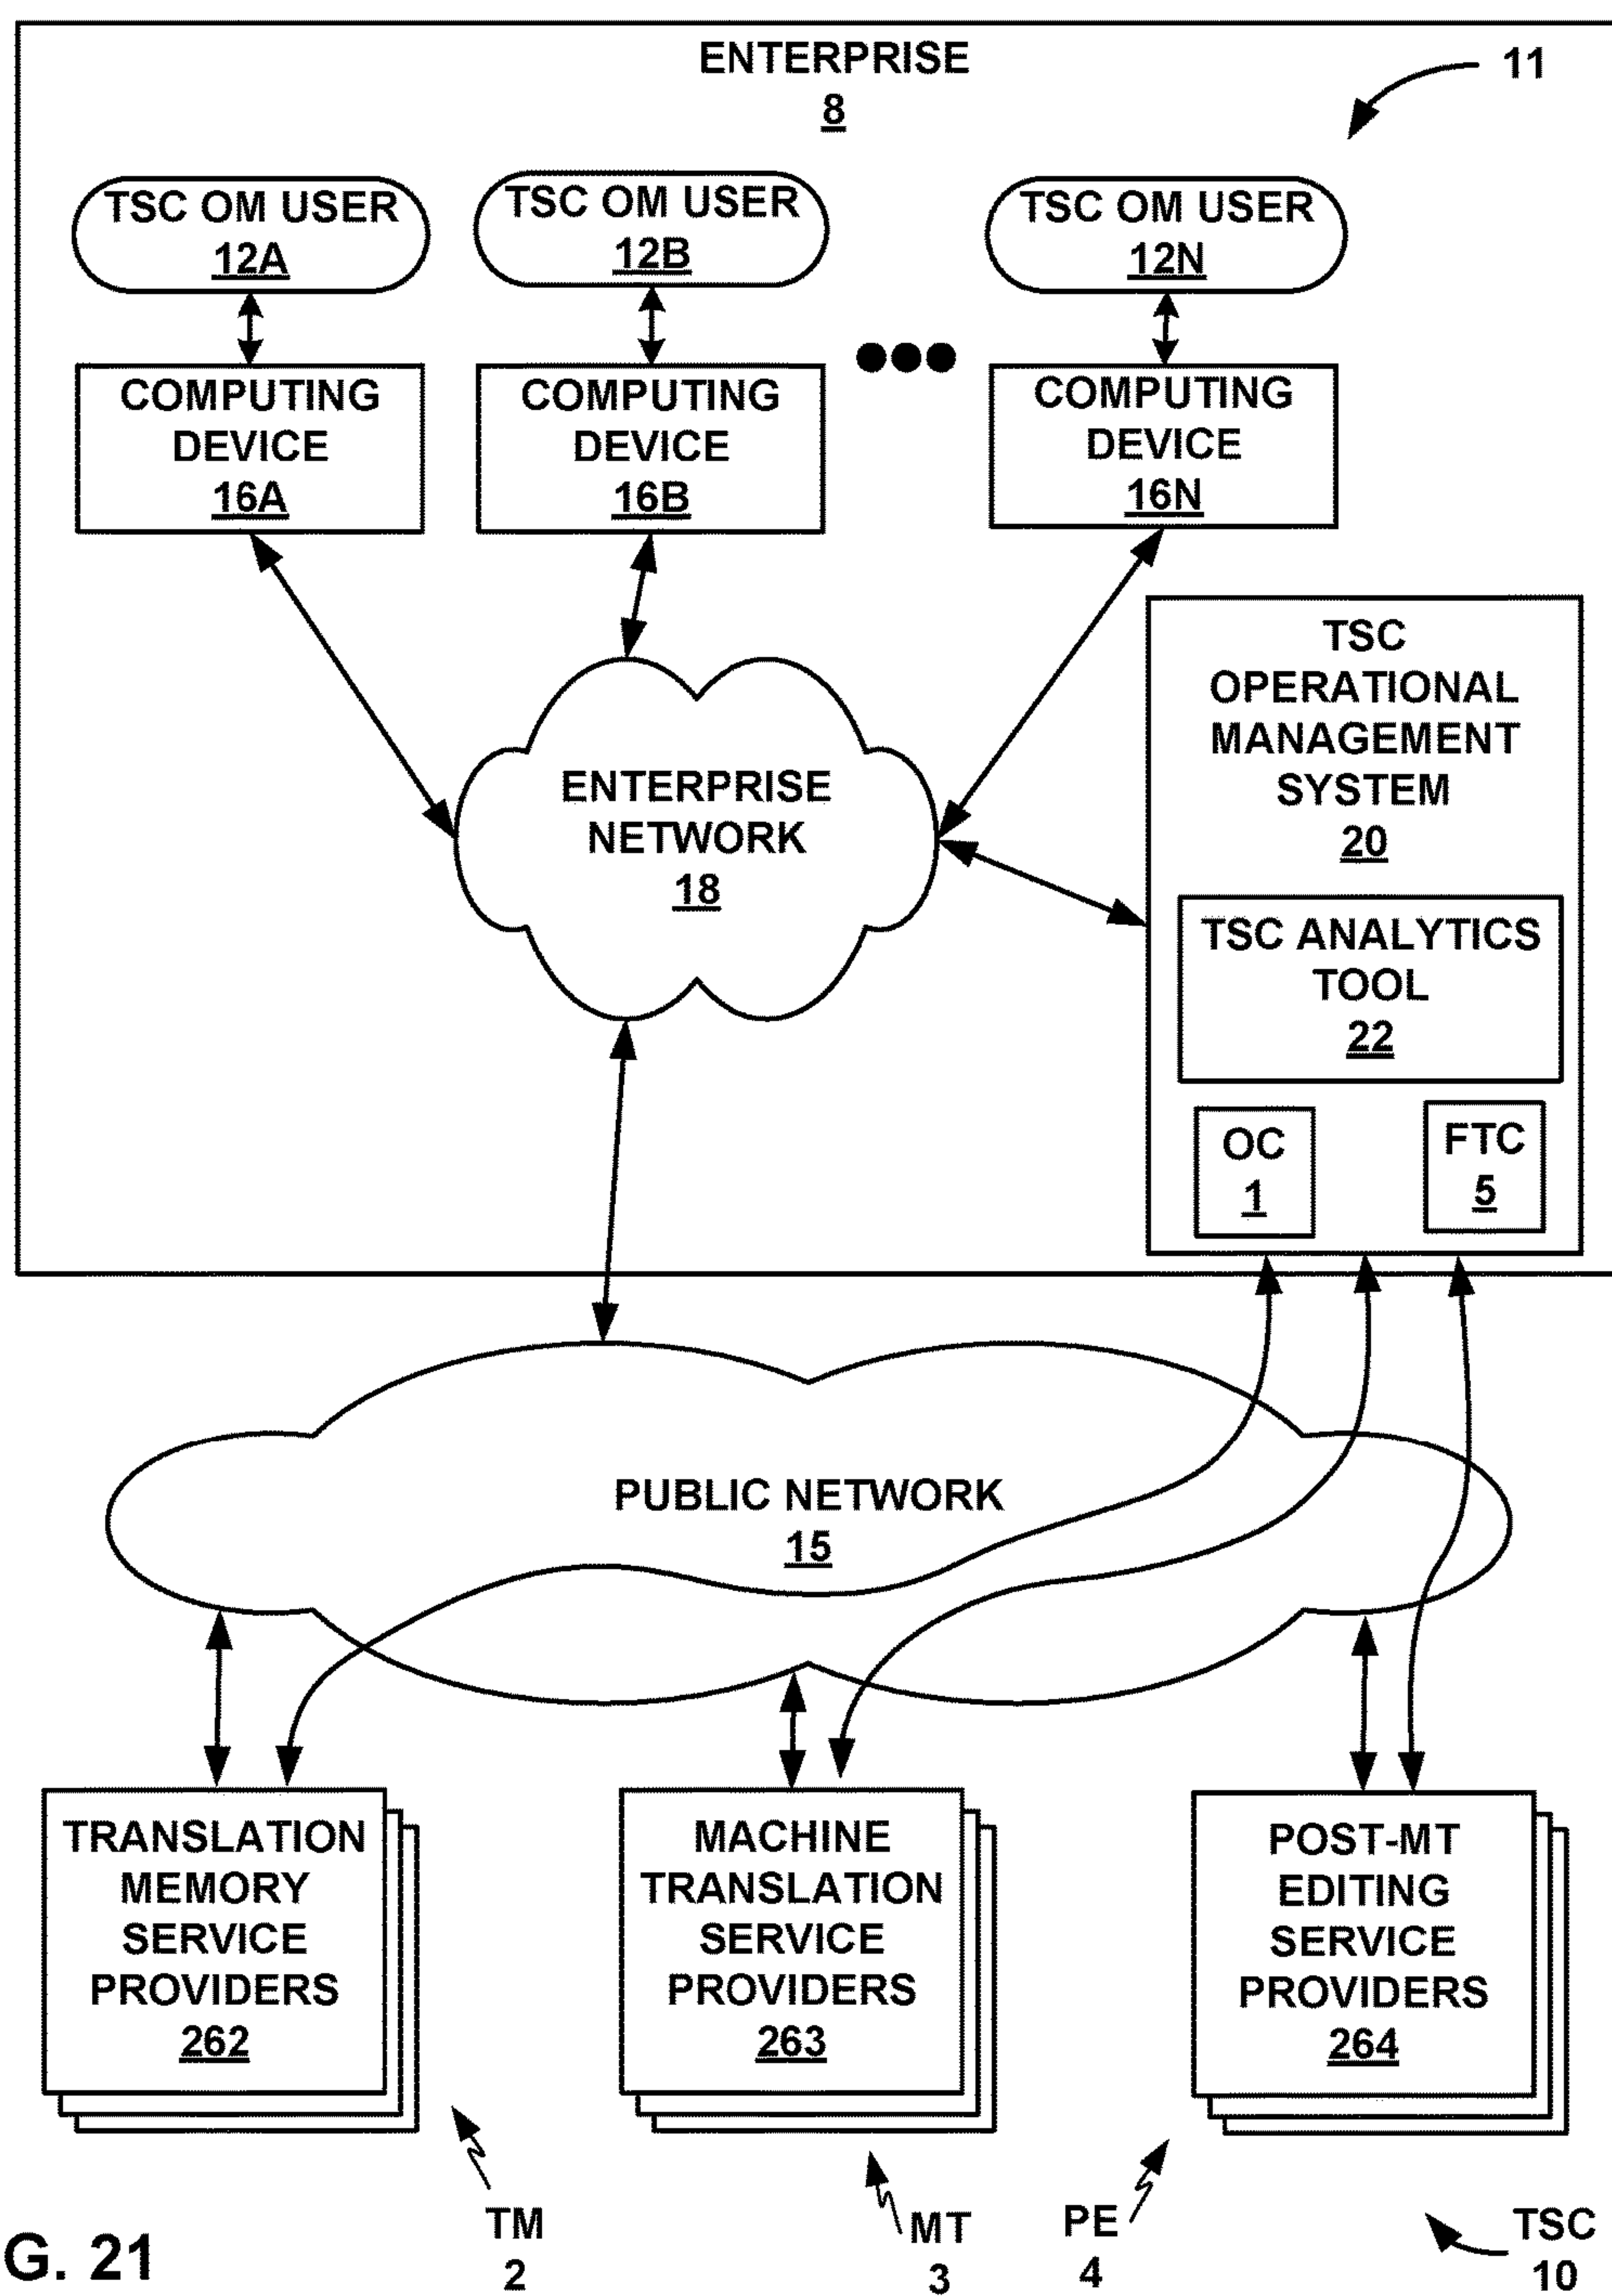 ENTERPRISE
8
11
TSC OM USER
12A
TSC OM USER
12B
TSC OM USER
12N
COMPUTING
DEVICE
16A
COMPUTING
DEVICE
16B
COMPUTING
DEVICE
16N
ENTERPRISE
NETWORK
18
TSC
OPERATIONAL
MANAGEMENT
SYSTEM
20
TSC ANALYTICS
TOOL
22
OC
1
FTC
5
PUBLIC NETWORK
15
TRANSLATION
MEMORY
SERVICE
PROVIDERS
262
MACHINE
TRANSLATION
SERVICE
PROVIDERS
263
POST-MT
EDITING
SERVICE
PROVIDERS
264
TM
2
MT
3
PE
4
TSC
10
G. 21